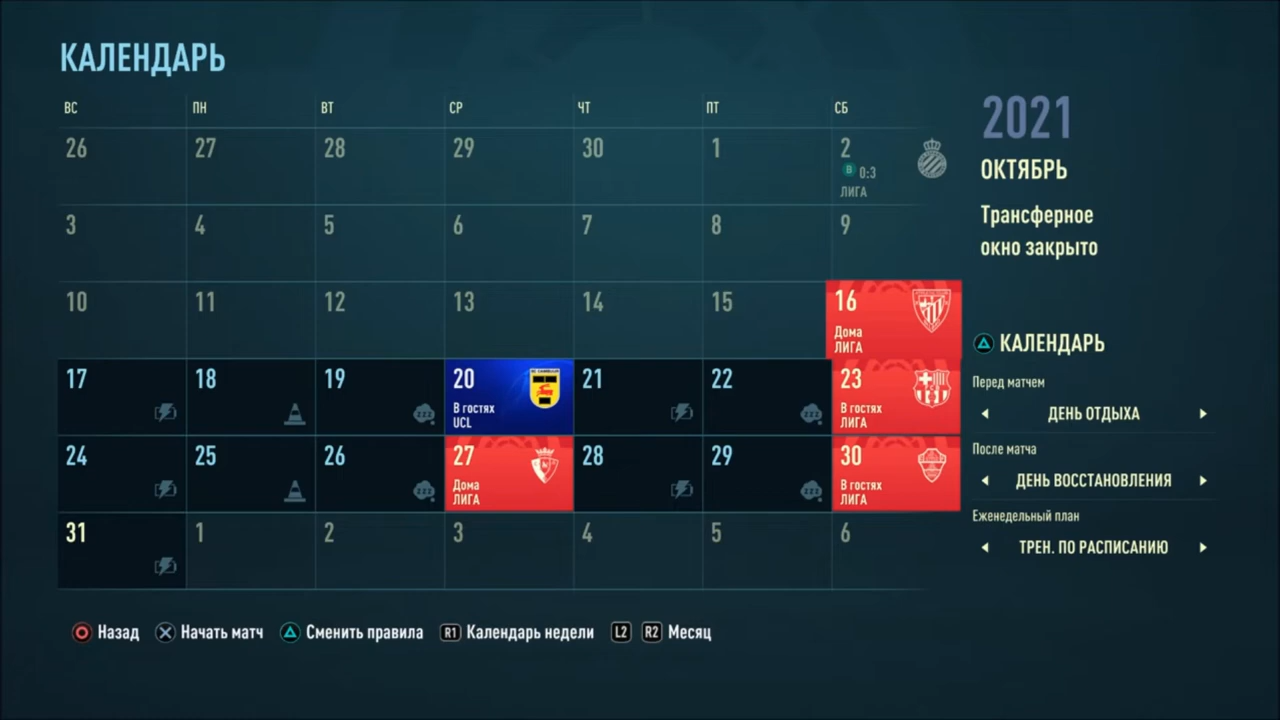 КАЛЕНДАРЬ
ВС ПН ВТ СР ЧТ ПТ СБ
26 27 28 29 30 1 2
В 0:3
ЛИГА
3 4 5 6 7 8 9
10 11 12 13 14 15 16
Дома
ЛИГА
17 18 19 20 21 22 23
В гостях
UCL
В гостях
ЛИГА
24 25 26 27 28 29 30
Дома
ЛИГА
В гостях
ЛИГА
31 1 2 3 4 5 6
2021
ОКТЯБРЬ
Трансферное
окно закрыто
КАЛЕНДАРЬ
Перед матчем
ДЕНЬ ОТДЫХА
После матча
ДЕНЬ ВОССТАНОВЛЕНИЯ
Еженедельный план
ТРЕН. ПО РАСПИСАНИЮ
Назад Начать матч Сменить правила R1 Календарь недели L2 R2 Месяц